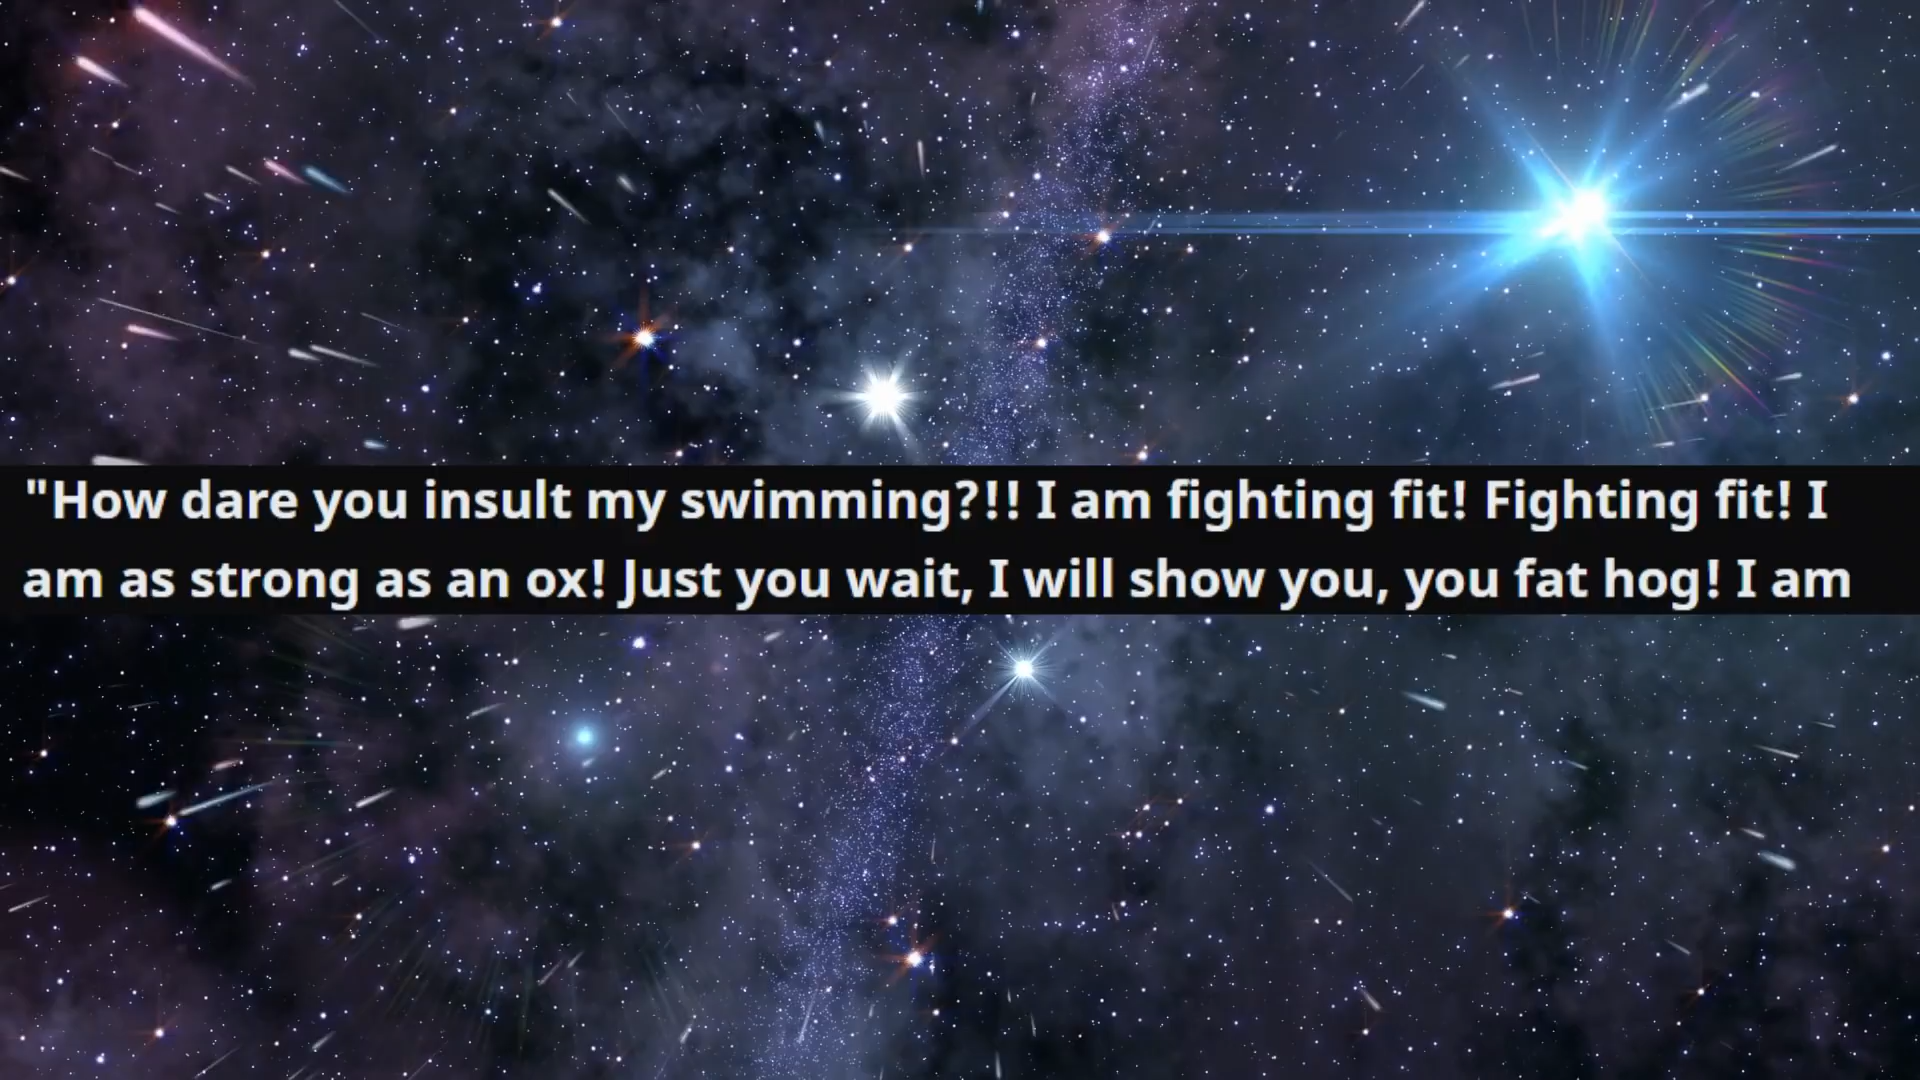 "How dare you insult my swimming?!! I am fighting fit! Fighting fit! I
am as strong as an ox! Just you wait, I will show you, you fat hog! I am